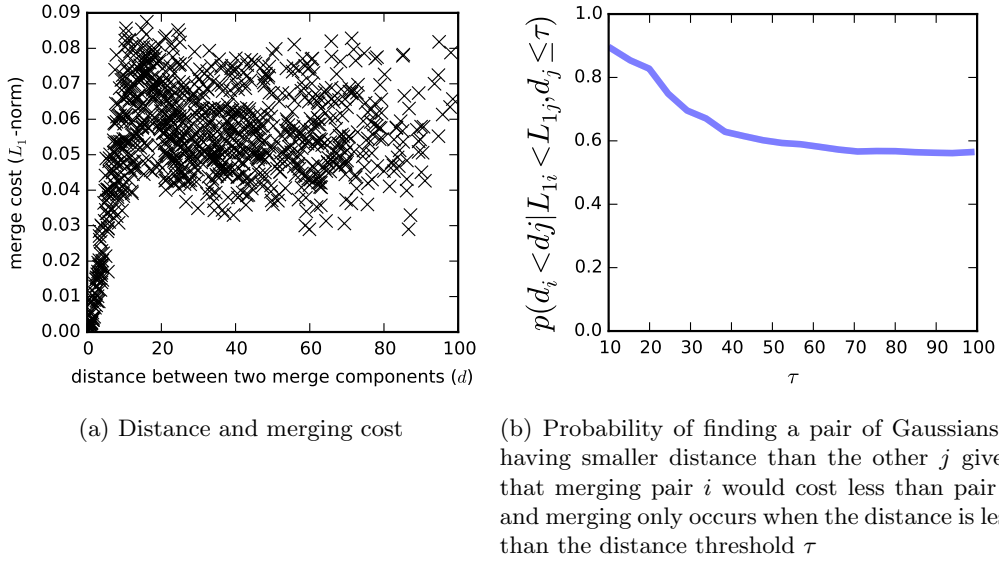 0.09
0.08
0.07
0.06
0.05
0.04
0.03
0.02
0.01
0.00
merge cost (L₁-norm)
0 20 40 60 80 100
distance between two merge components (d)
(a) Distance and merging cost
1.0
0.8
0.6
0.4
0.2
0.0
p(dᵢ<dj|L₁ᵢ<L₁ⱼ,dⱼ≤τ)
10 20 30 40 50 60 70 80 90 100
τ
(b) Probability of finding a pair of Gaussians
having smaller distance than the other j give
that merging pair i would cost less than pair
and merging only occurs when the distance is le
than the distance threshold τ